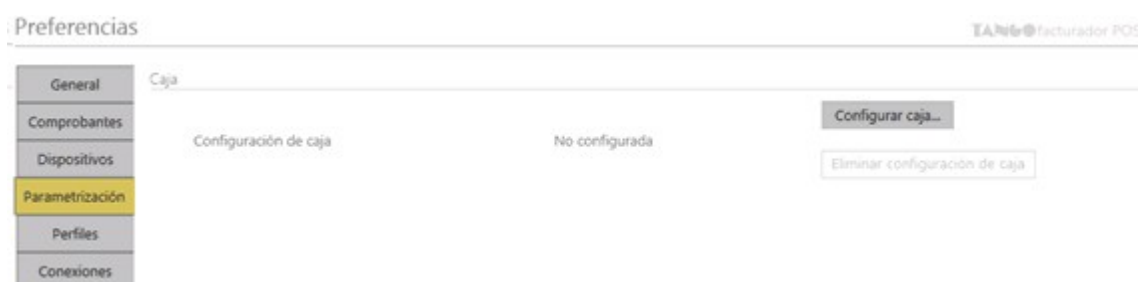 Preferencias
TANGO facturador POS
General
Caja
Comprobantes
Configuración de caja
No configurada
Configurar caja...
Dispositivos
Eliminar configuración de caja
Parametrización
Perfiles
Conexiones